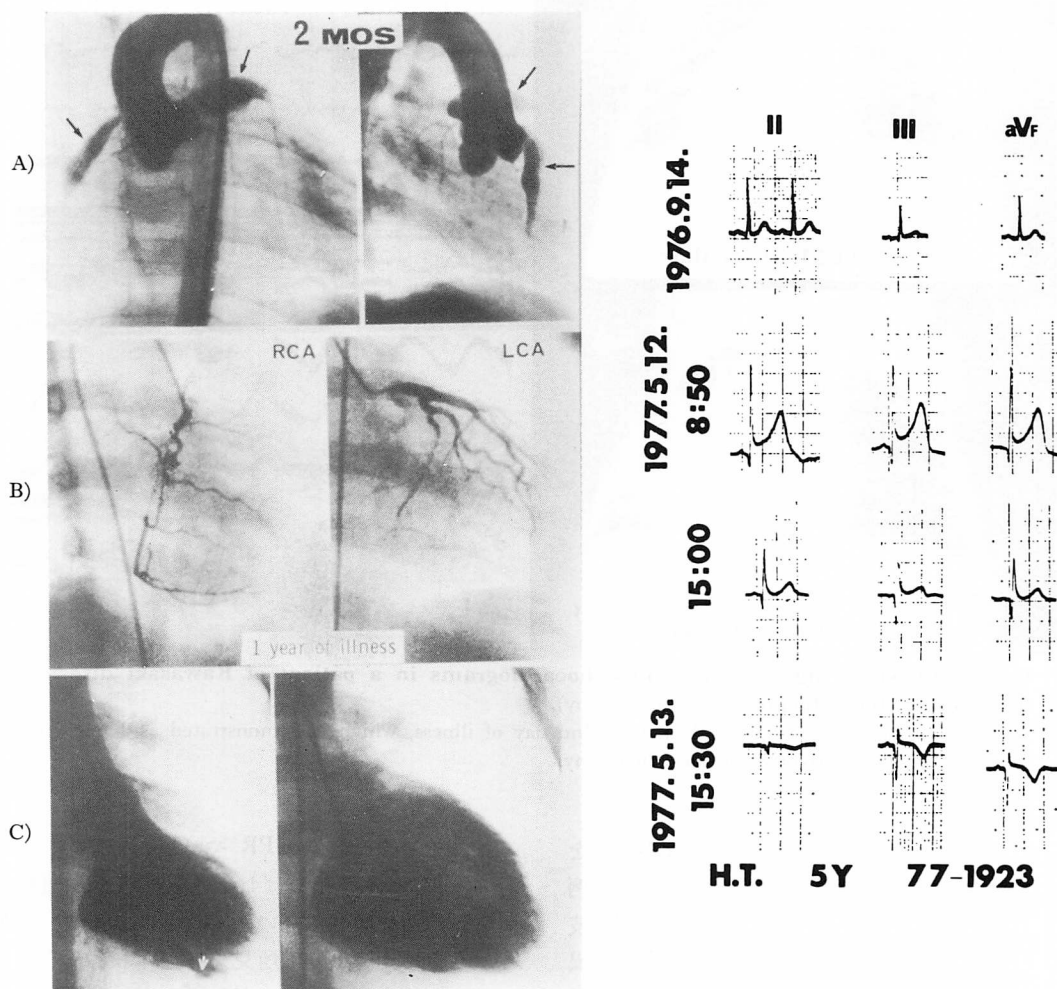 2 MOS
A)
RCA
LCA
B)
1 year of illness
C)
II III aVF
1976.9.14.
1977.5.12.
8:50
15:00
1977.5.13.
15:30
H.T. 5Y 77-1923